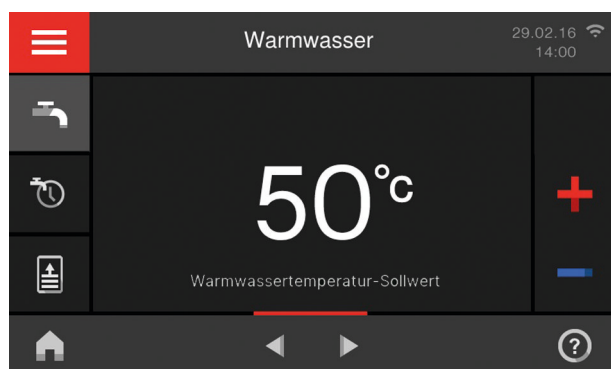 Warmwasser
29.02.16
14:00
50°C
Warmwassertemperatur-Sollwert
?